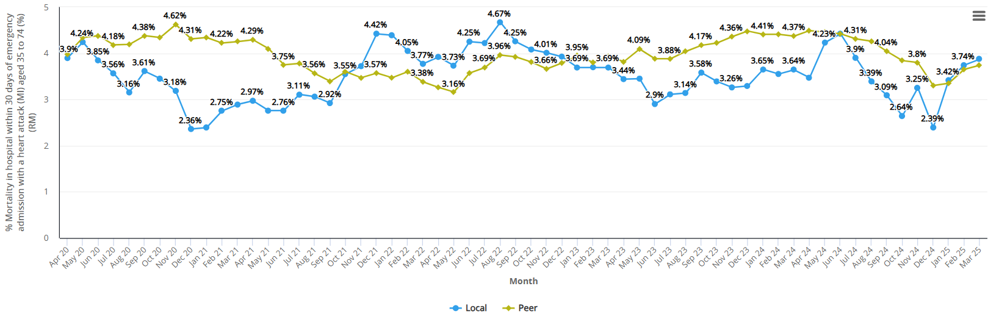 % Mortality in hospital within 30 days of emergency
admission with a heart attack (MI) aged 35 to 74 (%)
(RM)
5
4
3
2
1
0
3.9%
4.24%
3.85%
4.18%
3.56%
3.16%
4.38%
3.61%
4.62%
3.18%
4.31%
2.36%
4.22%
2.75%
4.29%
2.97%
3.75%
2.76%
3.11%
3.56%
2.92%
3.55%
3.57%
4.42%
4.05%
3.77%
3.38%
3.73%
3.16%
4.25%
3.69%
4.67%
3.96%
4.25%
4.01%
3.66%
3.95%
3.69%
3.69%
3.44%
4.09%
2.9%
3.88%
3.14%
4.17%
3.58%
4.36%
3.26%
4.41%
3.65%
4.37%
3.64%
4.23%
4.31%
3.9%
3.39%
4.04%
3.09%
2.64%
3.8%
3.25%
2.39%
3.42%
3.74%
Apr 20
May 20
Jun 20
Jul 20
Aug 20
Sep 20
Oct 20
Nov 20
Dec 20
Jan 21
Feb 21
Mar 21
Apr 21
May 21
Jun 21
Jul 21
Aug 21
Sep 21
Oct 21
Nov 21
Dec 21
Jan 22
Feb 22
Mar 22
Apr 22
May 22
Jun 22
Jul 22
Aug 22
Sep 22
Oct 22
Nov 22
Dec 22
Jan 23
Feb 23
Mar 23
Apr 23
May 23
Jun 23
Jul 23
Aug 23
Sep 23
Oct 23
Nov 23
Dec 23
Jan 24
Feb 24
Mar 24
Apr 24
May 24
Jun 24
Jul 24
Aug 24
Sep 24
Oct 24
Nov 24
Dec 24
Jan 25
Feb 25
Mar 25
Month
Local
Peer